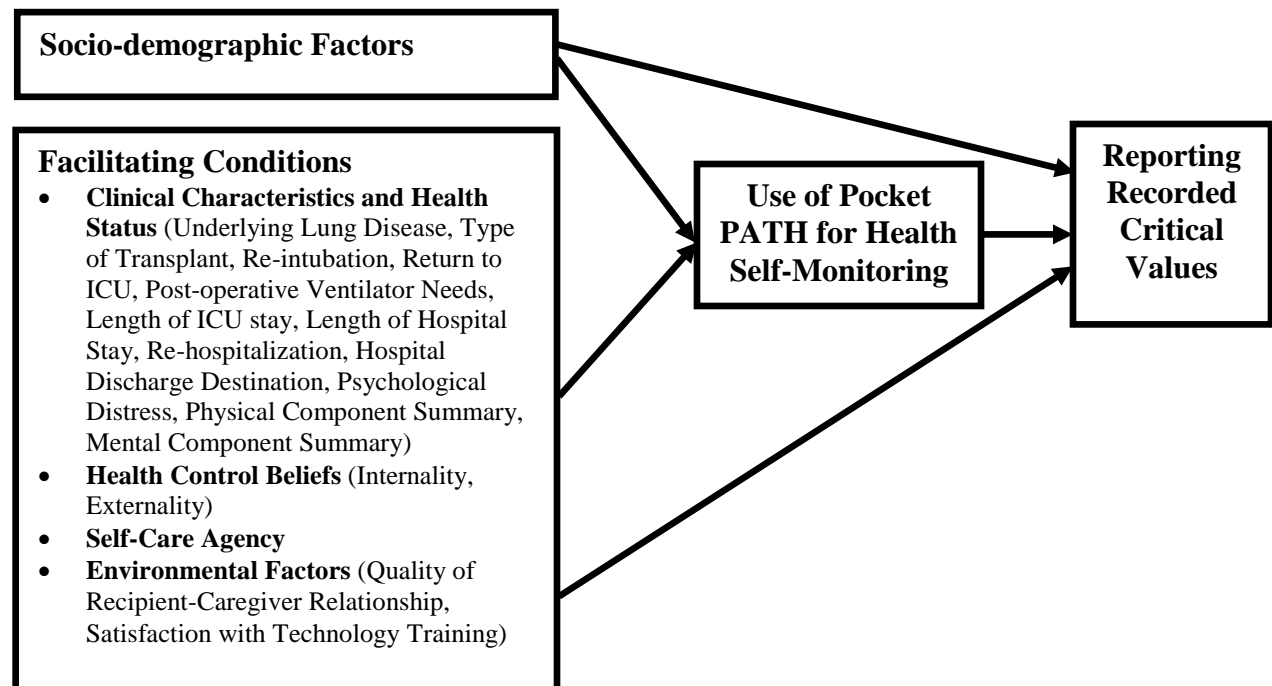 Socio-demographic Factors
Facilitating Conditions
• Clinical Characteristics and Health
Status (Underlying Lung Disease, Type
of Transplant, Re-intubation, Return to
ICU, Post-operative Ventilator Needs,
Length of ICU stay, Length of Hospital
Stay, Re-hospitalization, Hospital
Discharge Destination, Psychological
Distress, Physical Component Summary,
Mental Component Summary)
• Health Control Beliefs (Internality,
Externality)
• Self-Care Agency
• Environmental Factors (Quality of
Recipient-Caregiver Relationship,
Satisfaction with Technology Training)
Use of Pocket
PATH for Health
Self-Monitoring
Reporting
Recorded
Critical
Values